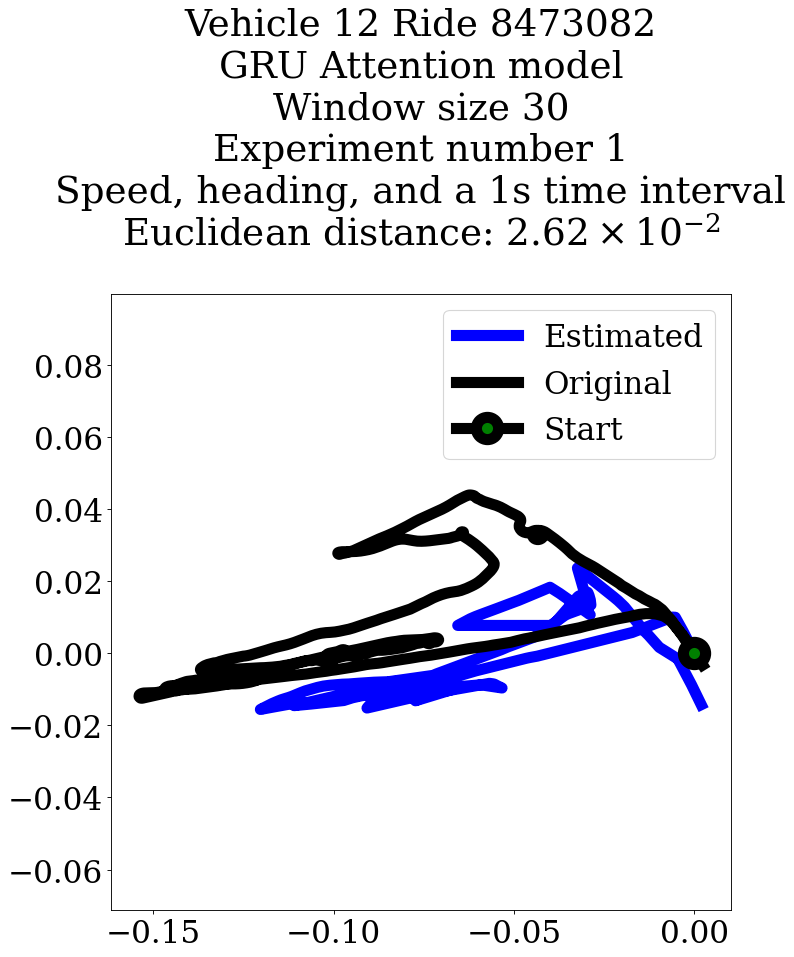 Vehicle 12 Ride 8473082
GRU Attention model
Window size 30
Experiment number 1
Speed, heading, and a 1s time interval
Euclidean distance: 2.62 × 10⁻²
Estimated
Original
Start
0.08
0.06
0.04
0.02
0.00
−0.02
−0.04
−0.06
−0.15 −0.10 −0.05 0.00